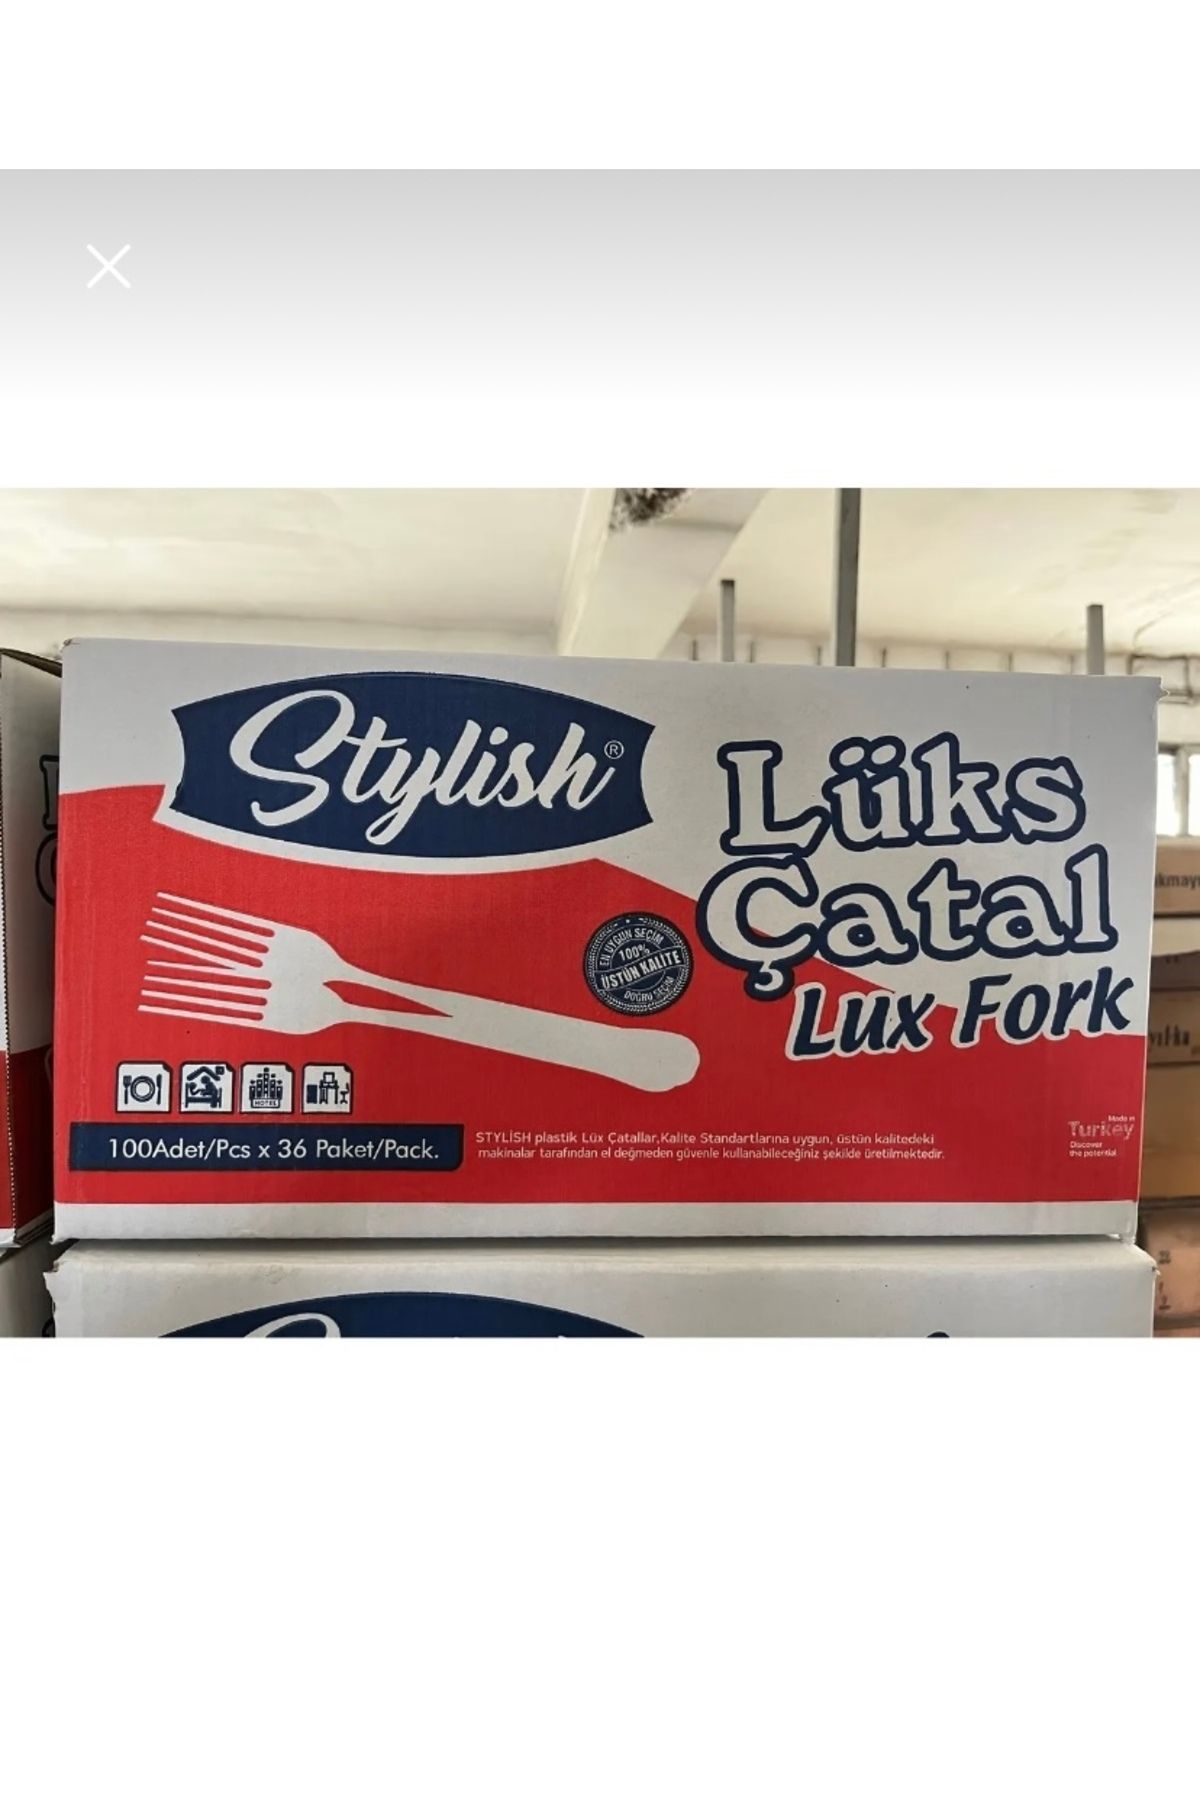 Stylish®
Lüks
Çatal
Lux Fork
EN UYGUN SEÇİM
100%
ÜSTÜN KALİTE
DOĞRU SEÇİM
HOTEL
100Adet/Pcs x 36 Paket/Pack.
STYLİSH plastik Lüx Çatallar,Kalite Standartlarına uygun, üstün kalitedeki
makinalar tarafından el değmeden güvenle kullanabileceğiniz şekilde üretilmektedir.
Made in
Turkey
Discover
the potential